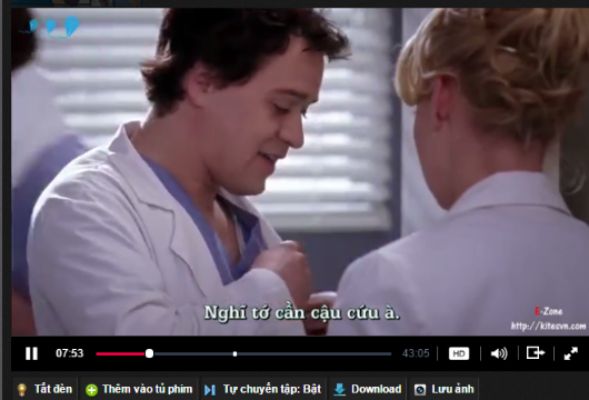 Nghĩ tớ cần cậu cứu à.
E-Zone
http://kitesvn.com
07:53 43:05 HD
Tắt đèn Thêm vào tủ phim Tự chuyển tập: Bật Download Lưu ảnh